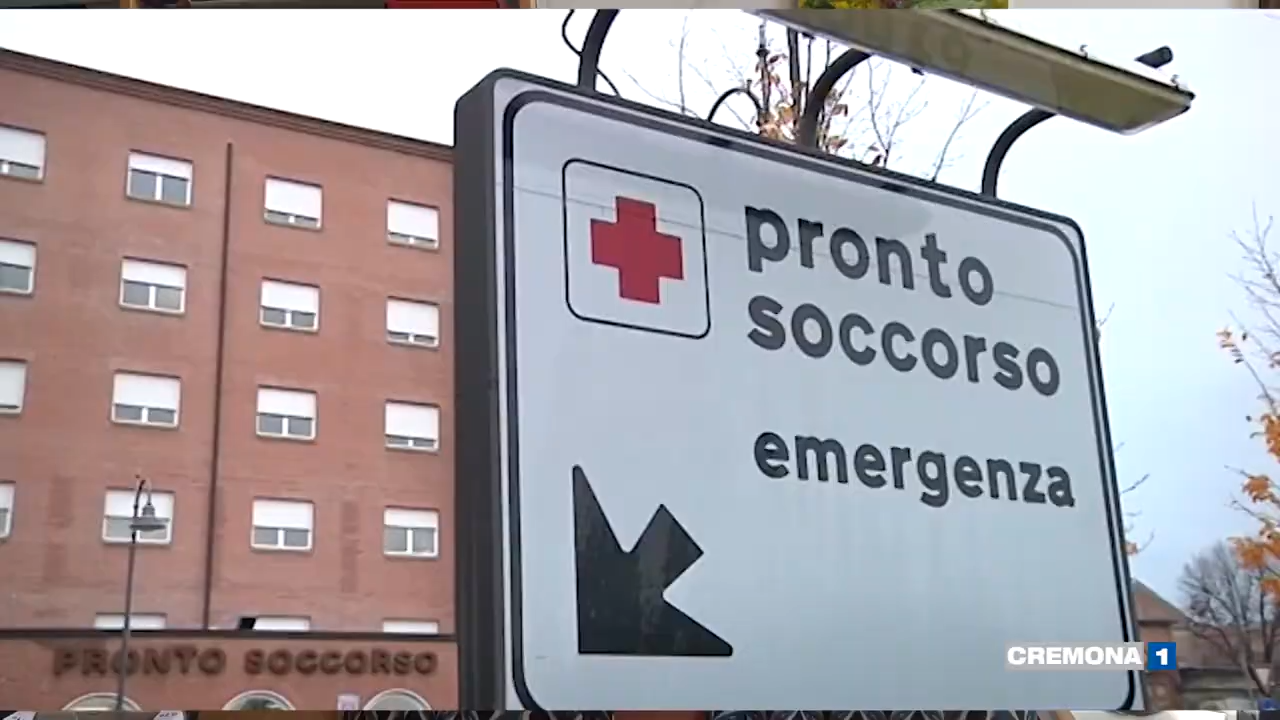 pronto
soccorso
emergenza
PRONTO SOCCORSO
CREMONA 1